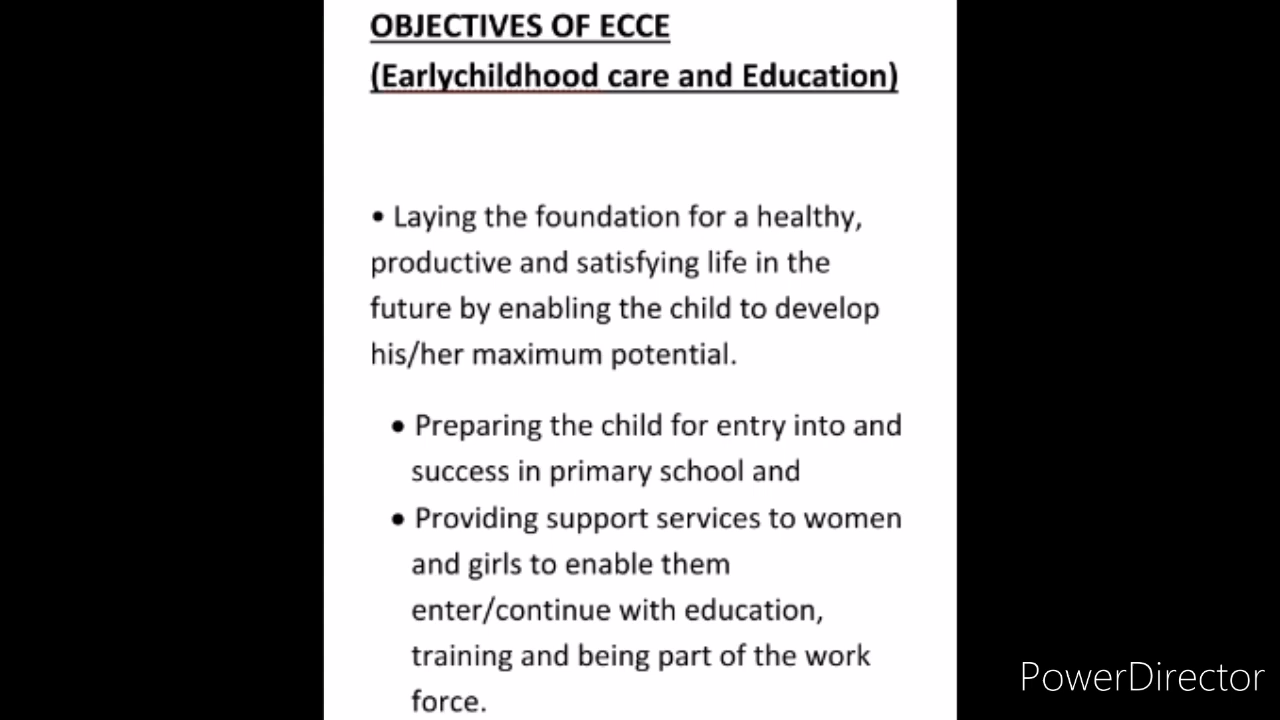 OBJECTIVES OF ECCE
(Earlychildhood care and Education)
• Laying the foundation for a healthy,
productive and satisfying life in the
future by enabling the child to develop
his/her maximum potential.
• Preparing the child for entry into and
success in primary school and
• Providing support services to women
and girls to enable them
enter/continue with education,
training and being part of the work
force.
PowerDirector